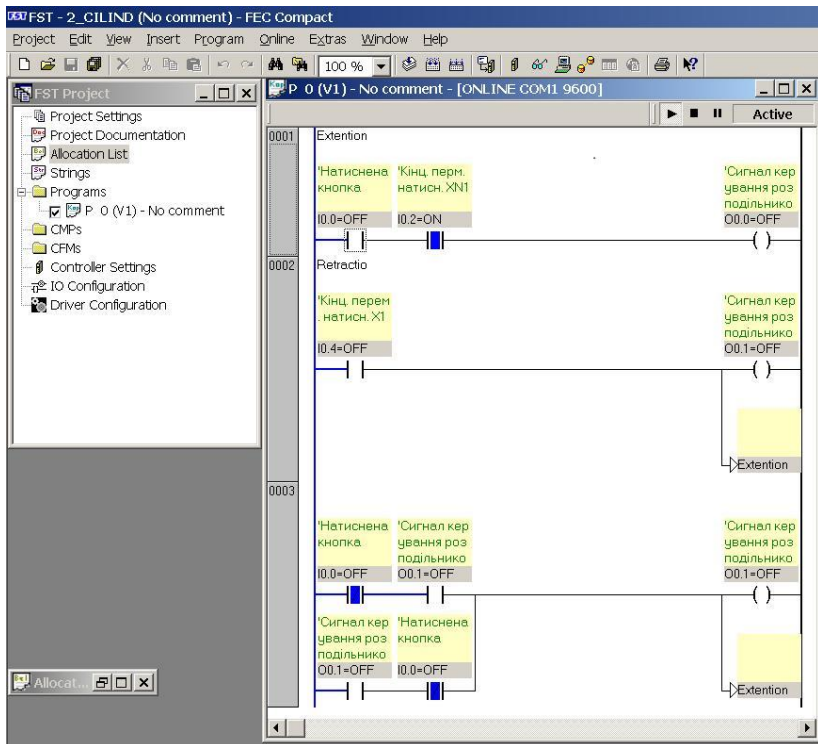 FST - 2_CILIND (No comment) - FEC Compact
Project Edit View Insert Program Online Extras Window Help
100 %
FST Project
Project Settings
Project Documentation
Allocation List
Strings
Programs
P 0 (V1) - No comment
CMPs
CFMs
Controller Settings
IO Configuration
Driver Configuration
Allocat...
P 0 (V1) - No comment - [ONLINE COM1 9600]
Active
0001 Extention
'Натиснена 'Кінц. перм. 'Сигнал кер
кнопка натисн. XN1 ування роз
подільнико
I0.0=OFF I0.2=ON O0.0=OFF
0002 Retractio
'Кінц. перем 'Сигнал кер
. натисн. X1 ування роз
подільнико
I0.4=OFF O0.1=OFF
Extention
0003
'Натиснена 'Сигнал кер 'Сигнал кер
кнопка ування роз ування роз
подільнико подільнико
I0.0=OFF O0.1=OFF O0.1=OFF
'Сигнал кер 'Натиснена
ування роз кнопка
подільнико
O0.1=OFF I0.0=OFF
Extention